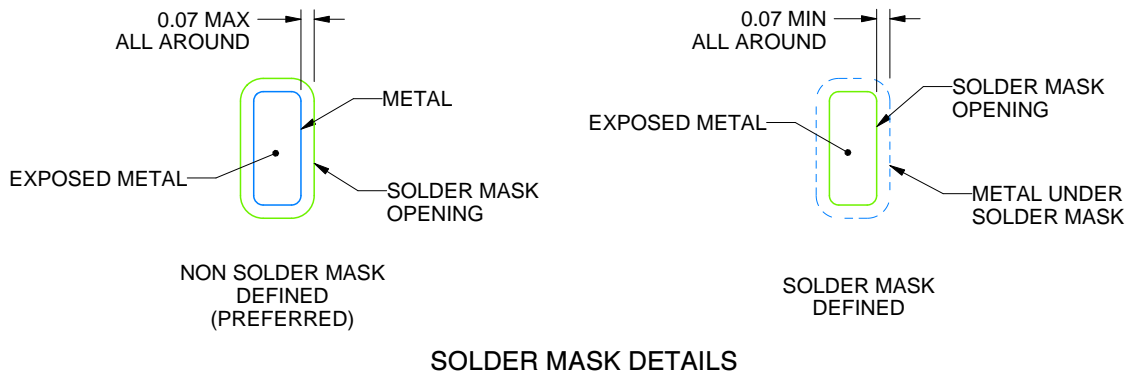 0.07 MAX
ALL AROUND
METAL
EXPOSED METAL
SOLDER MASK
OPENING
NON SOLDER MASK
DEFINED
(PREFERRED)
0.07 MIN
ALL AROUND
SOLDER MASK
OPENING
EXPOSED METAL
METAL UNDER
SOLDER MASK
SOLDER MASK
DEFINED
SOLDER MASK DETAILS